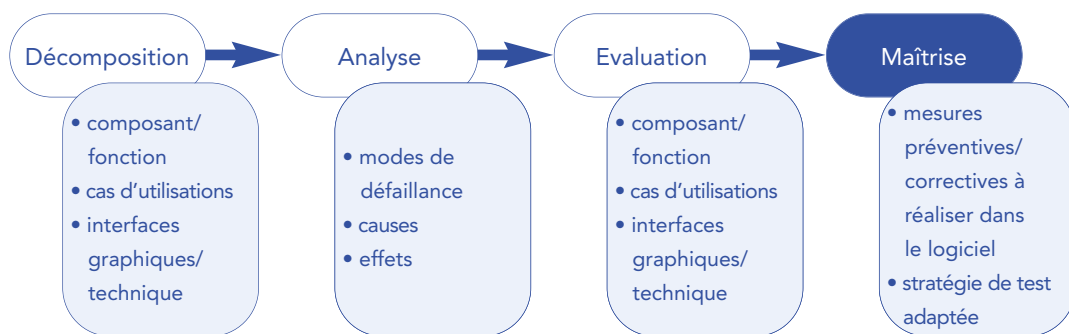 Décomposition
• composant/
fonction
• cas d’utilisations
• interfaces
graphiques/
technique
Analyse
• modes de
défaillance
• causes
• effets
Evaluation
• composant/
fonction
• cas d’utilisations
• interfaces
graphiques/
technique
Maîtrise
• mesures
préventives/
correctives à
réaliser dans
le logiciel
• stratégie de test
adaptée